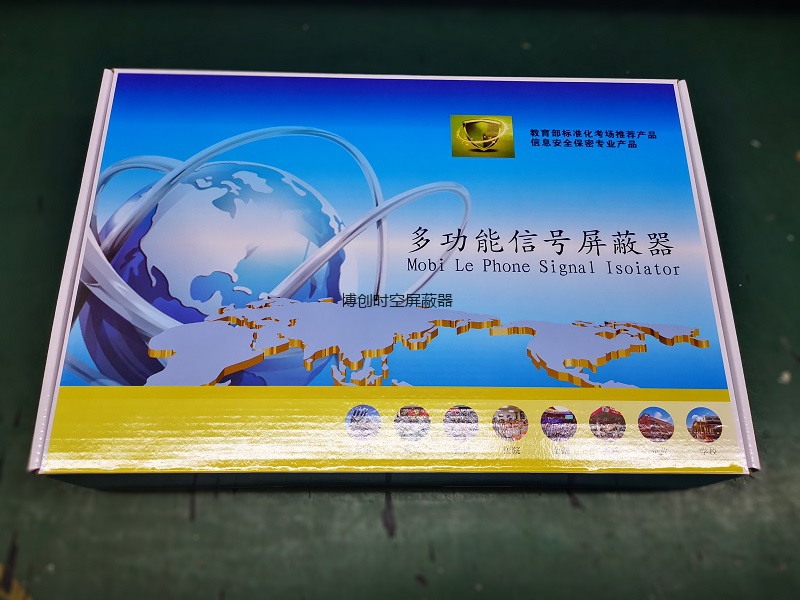 教育部标准化考场推荐产品
信息安全保密专业产品
多功能信号屏蔽器
Mobi Le Phone Signal Isoiator
博创时空屏蔽器
学校